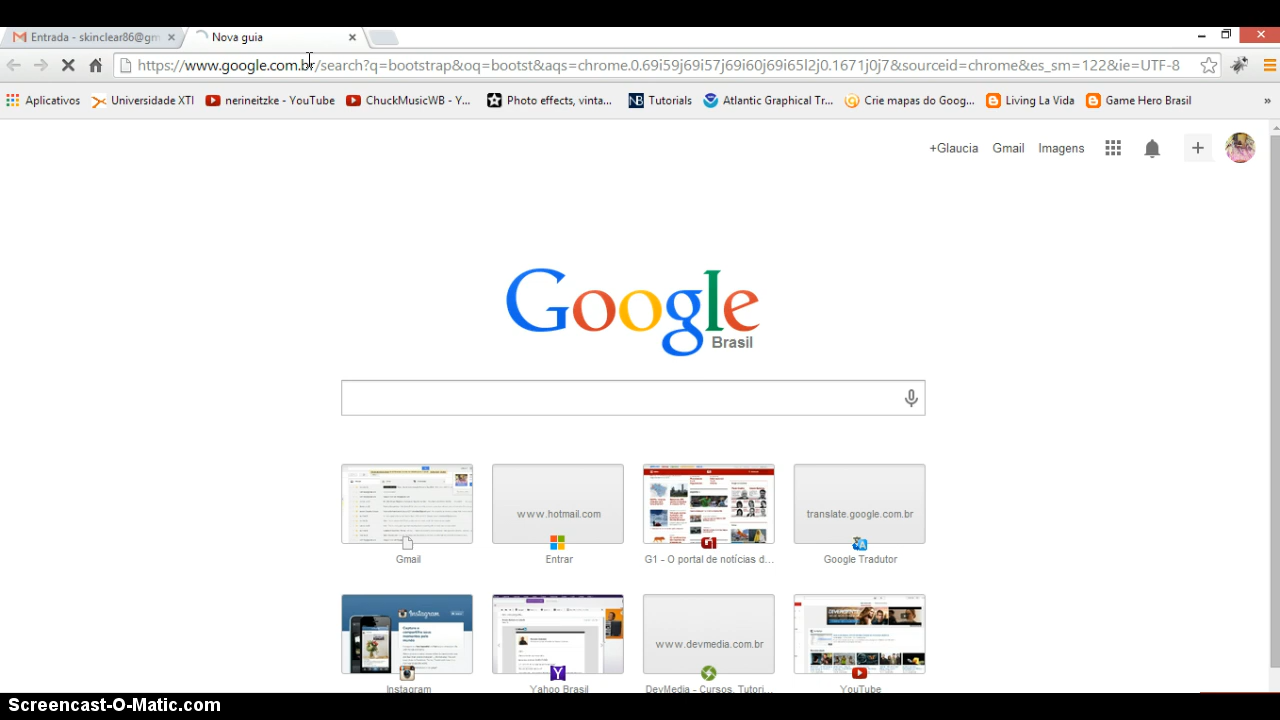 Entrada - skinclear86@gm
Nova guia
https://www.google.com.br/search?q=bootstrap&oq=bootst&aqs=chrome.0.69i59j69i57j69i60j69i65l2j0.1671j0j7&sourceid=chrome&es_sm=122&ie=UTF-8
Aplicativos Universidade XTI nerineitzke - YouTube ChuckMusicWB - Y... Photo effects, vinta... NB Tutorials Atlantic Graphical Tr... Crie mapas do Goog... Living La Vida Game Hero Brasil »
+Glaucia Gmail Imagens
Google
Brasil
www.hotmail.com translate.google.com.br
Gmail Entrar G1 - O portal de notícias d... Google Tradutor
Instagram
www.devmedia.com.br
Instagram Yahoo Brasil DevMedia - Cursos, Tutori... YouTube
Screencast-O-Matic.com